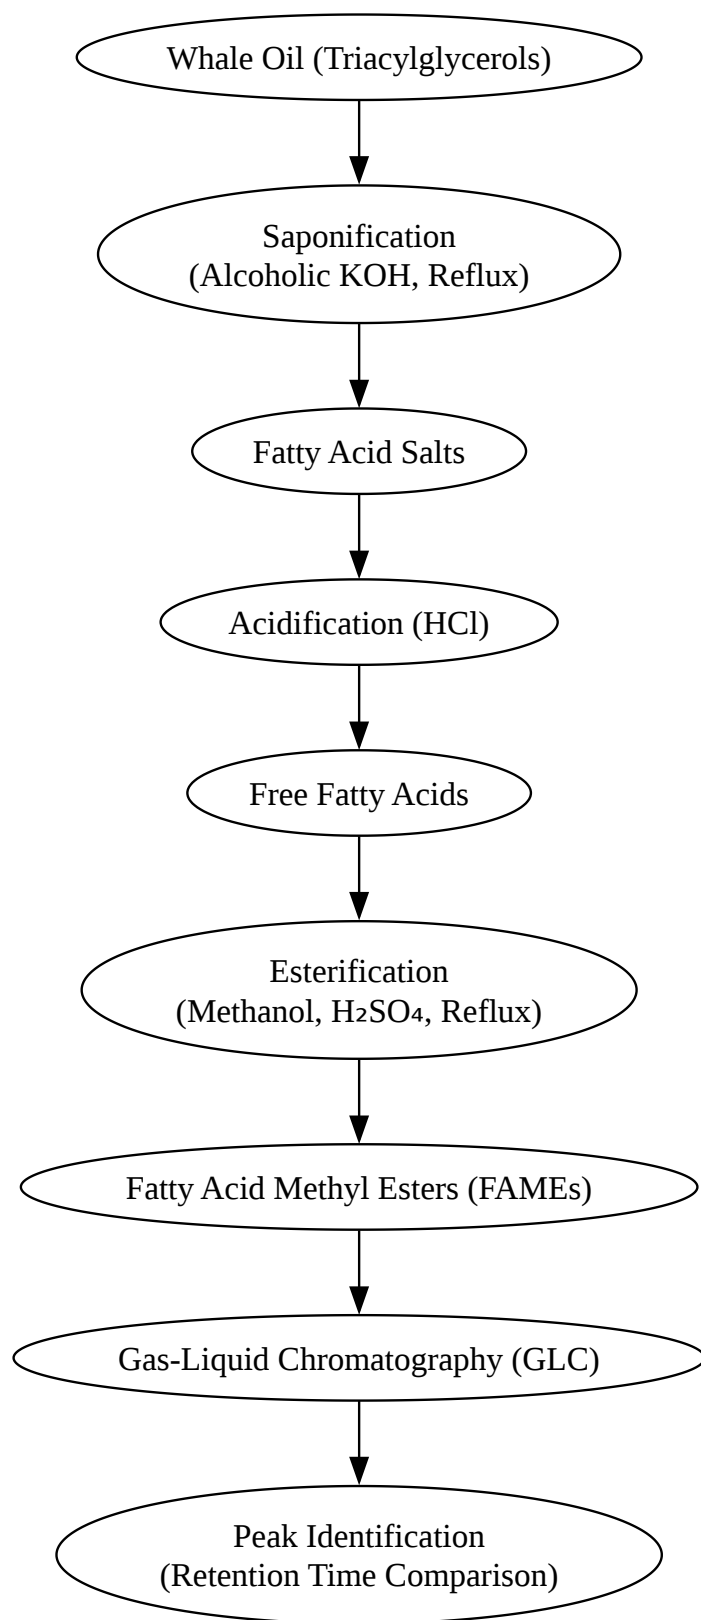 Whale Oil (Triacylglycerols)
Saponification
(Alcoholic KOH, Reflux)
Fatty Acid Salts
Acidification (HCl)
Free Fatty Acids
Esterification
(Methanol, H₂SO₄, Reflux)
Fatty Acid Methyl Esters (FAMEs)
Gas-Liquid Chromatography (GLC)
Peak Identification
(Retention Time Comparison)